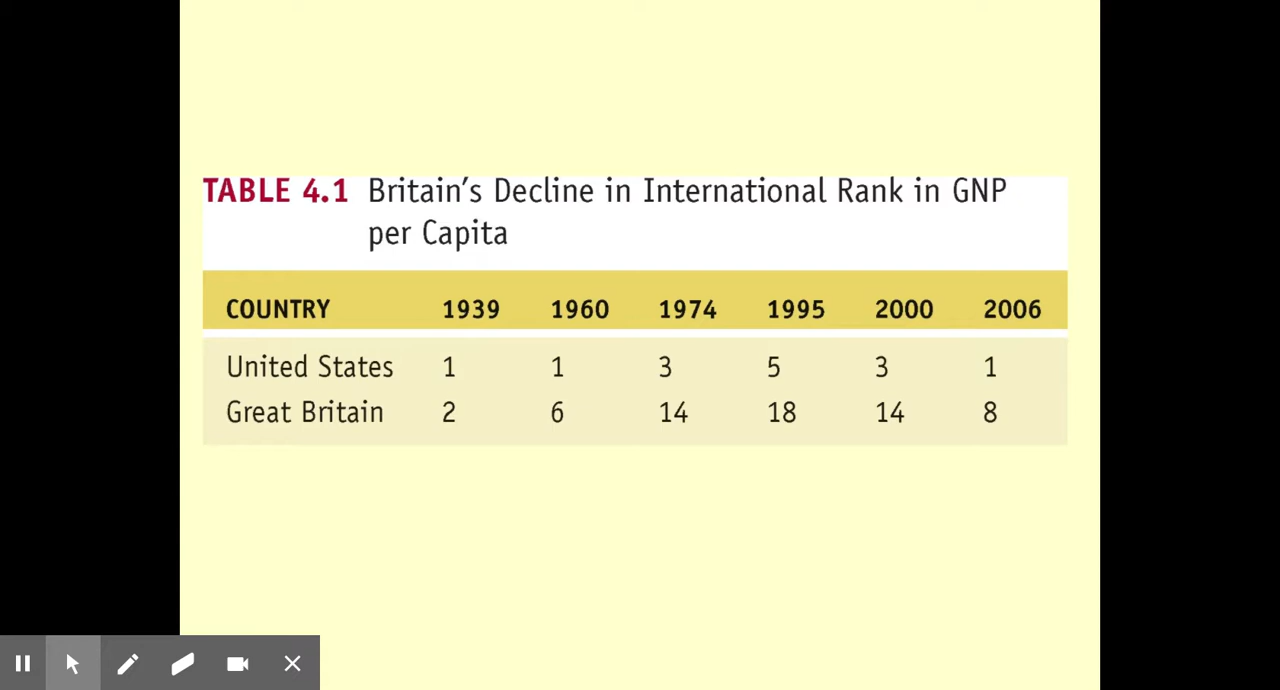 TABLE 4.1 Britain's Decline in International Rank in GNP
per Capita
COUNTRY 1939 1960 1974 1995 2000 2006
United States 1 1 3 5 3 1
Great Britain 2 6 14 18 14 8